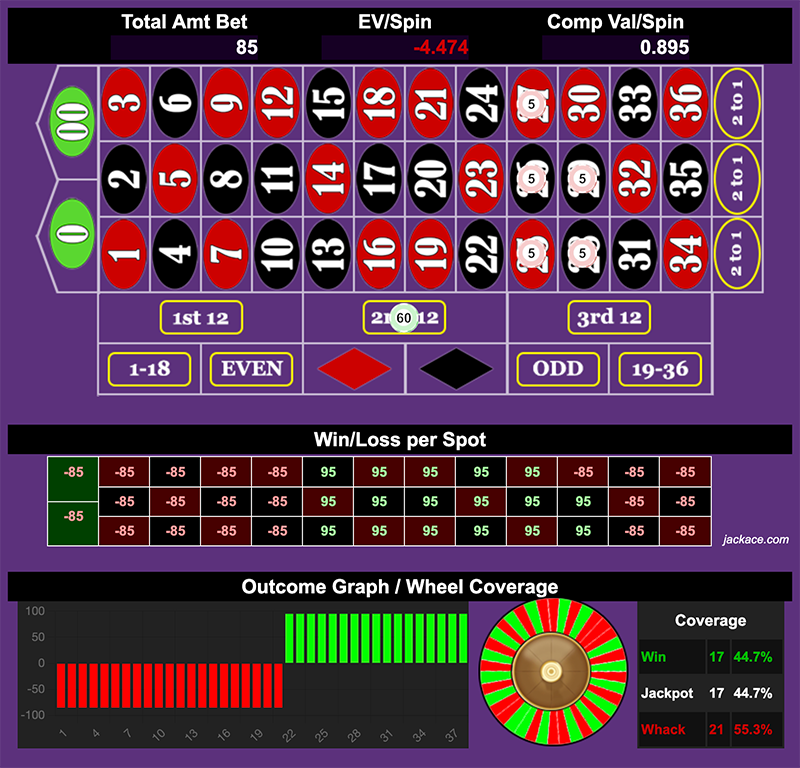 Total Amt Bet EV/Spin Comp Val/Spin
85 -4.474 0.895
00 3 6 9 12 15 18 21 24 5 30 33 36 2 to 1
2 5 8 11 14 17 20 23 5 5 32 35 2 to 1
0 1 4 7 10 13 16 19 22 5 5 31 34 2 to 1
1st 12 60 12 3rd 12
1-18 EVEN ODD 19-36
Win/Loss per Spot
-85 -85 -85 -85 -85 95 95 95 95 95 -85 -85 -85
-85 -85 -85 -85 95 95 95 95 95 95 -85 -85
-85 -85 -85 -85 -85 95 95 95 95 95 95 -85 -85
jackace.com
Outcome Graph / Wheel Coverage
100
50
0
-50
-100
1 4 7 10 13 16 19 22 25 28 31 34 37
Coverage
Win 17 44.7%
Jackpot 17 44.7%
Whack 21 55.3%